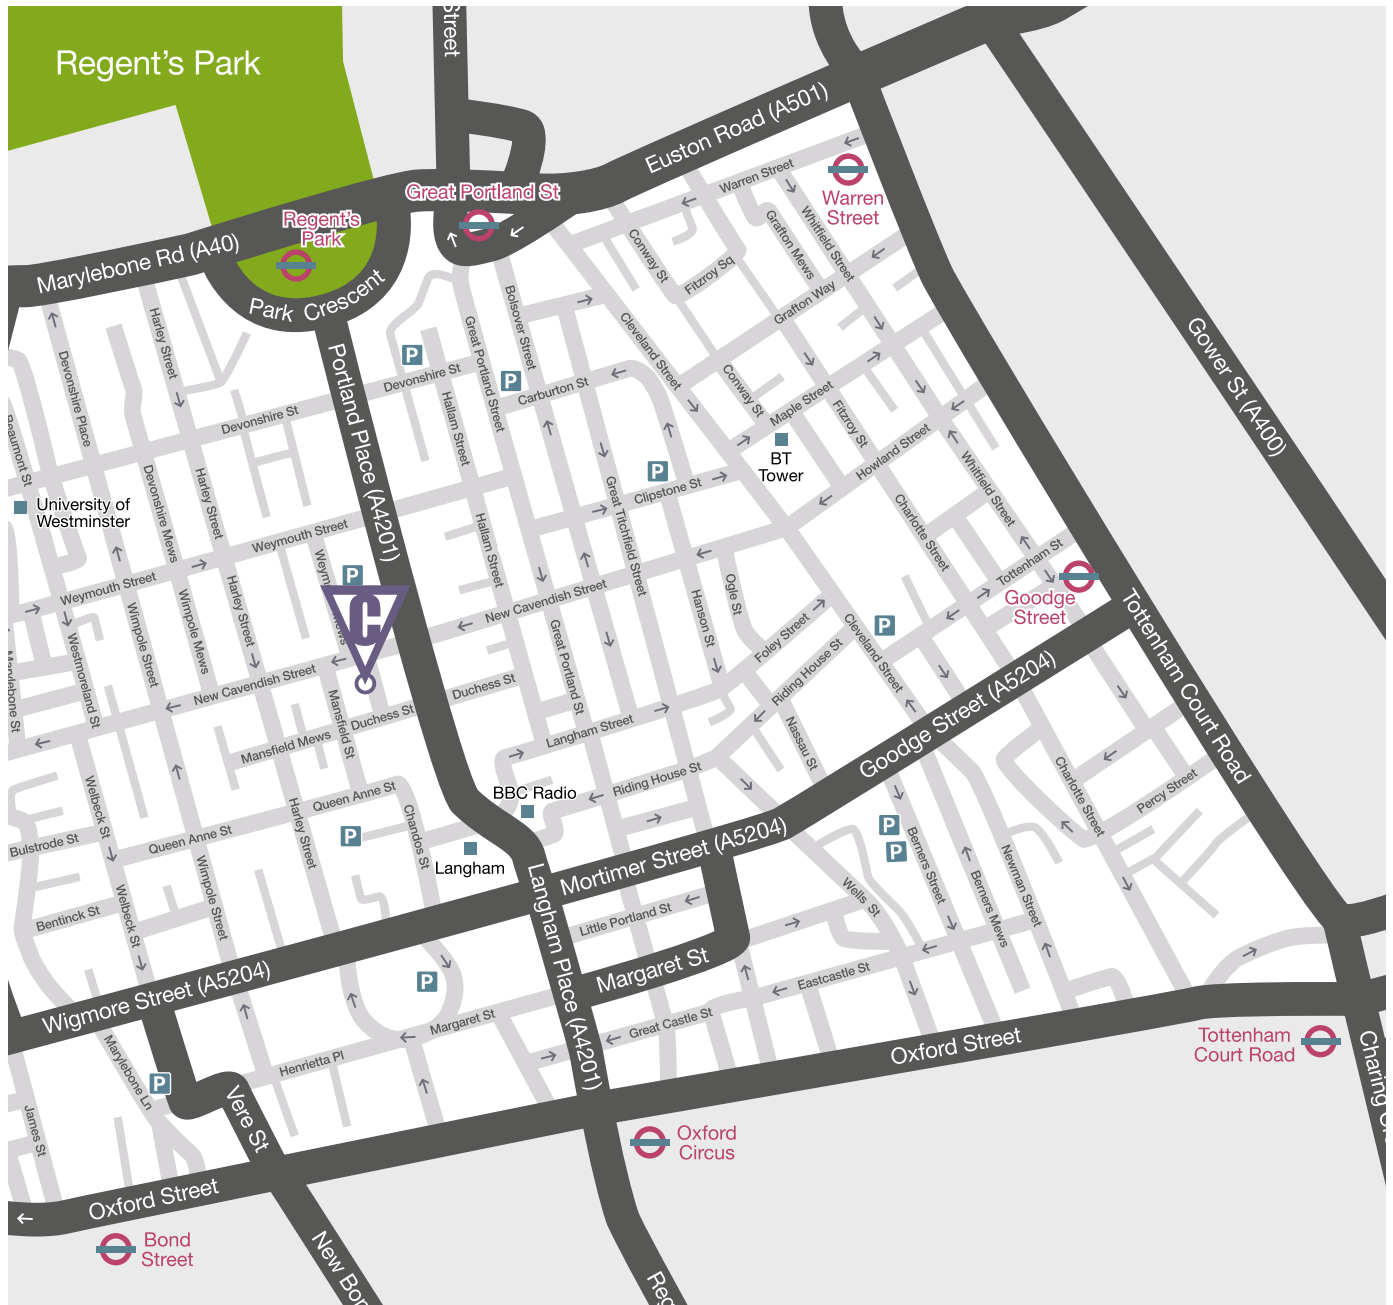 Regent's Park
Street
Euston Road (A501)
Great Portland St
Warren Street
Warren
Street
Regent's
Park
Marylebone Rd (A40)
Park Crescent
Conway St
Fitzroy Sq
Grafton Mews
Whitfield Street
Grafton Way
Harley Street
Devonshire Place
Portland Place (A4201)
P
Devonshire St
P
Great Portland Street
Bolsover Street
Carburton St
Cleveland Street
Conway St
Maple Street
Fitzroy St
Gower St (A400)
Devonshire St
Hallam Street
Beaumont St
BT
Tower
Howland Street
Whitfield Street
P
Clipstone St
University of
Westminster
Devonshire Mews
Harley Street
Weymouth Street
Hallam Street
Great Titchfield Street
Charlotte Street
Tottenham St
Goodge
Street
Weymouth Street
P
C
Wimpole Street
Wimpole Mews
Harley Street
New Cavendish Street
Great Portland St
Hanson St
Ogle St
Foley Street
Riding House St
Cleveland Street
P
Tottenham Court Road
Westmoreland St
Marylebone St
New Cavendish Street
Mansfield St
Duchess St
Duchess St
Mansfield Mews
Langham Street
Nassau St
Goodge Street (A5204)
Riding House St
BBC Radio
Queen Anne St
Welbeck St
Harley Street
Chandos St
Queen Anne St
Bulstrode St
P
Langham
Mortimer Street (A5204)
Charlotte Street
Percy Street
P
P
Berners Street
Newman Street
Berners Mews
Wells St
Wimpole Street
Welbeck St
Bentinck St
Langham Place (A4201)
Little Portland St
Margaret St
Wigmore Street (A5204)
P
Eastcastle St
Margaret St
Great Castle St
Henrietta Pl
Marylebone Ln
P
Vere St
James St
Oxford Street
Tottenham
Court Road
Oxford
Circus
Oxford Street
Bond
Street